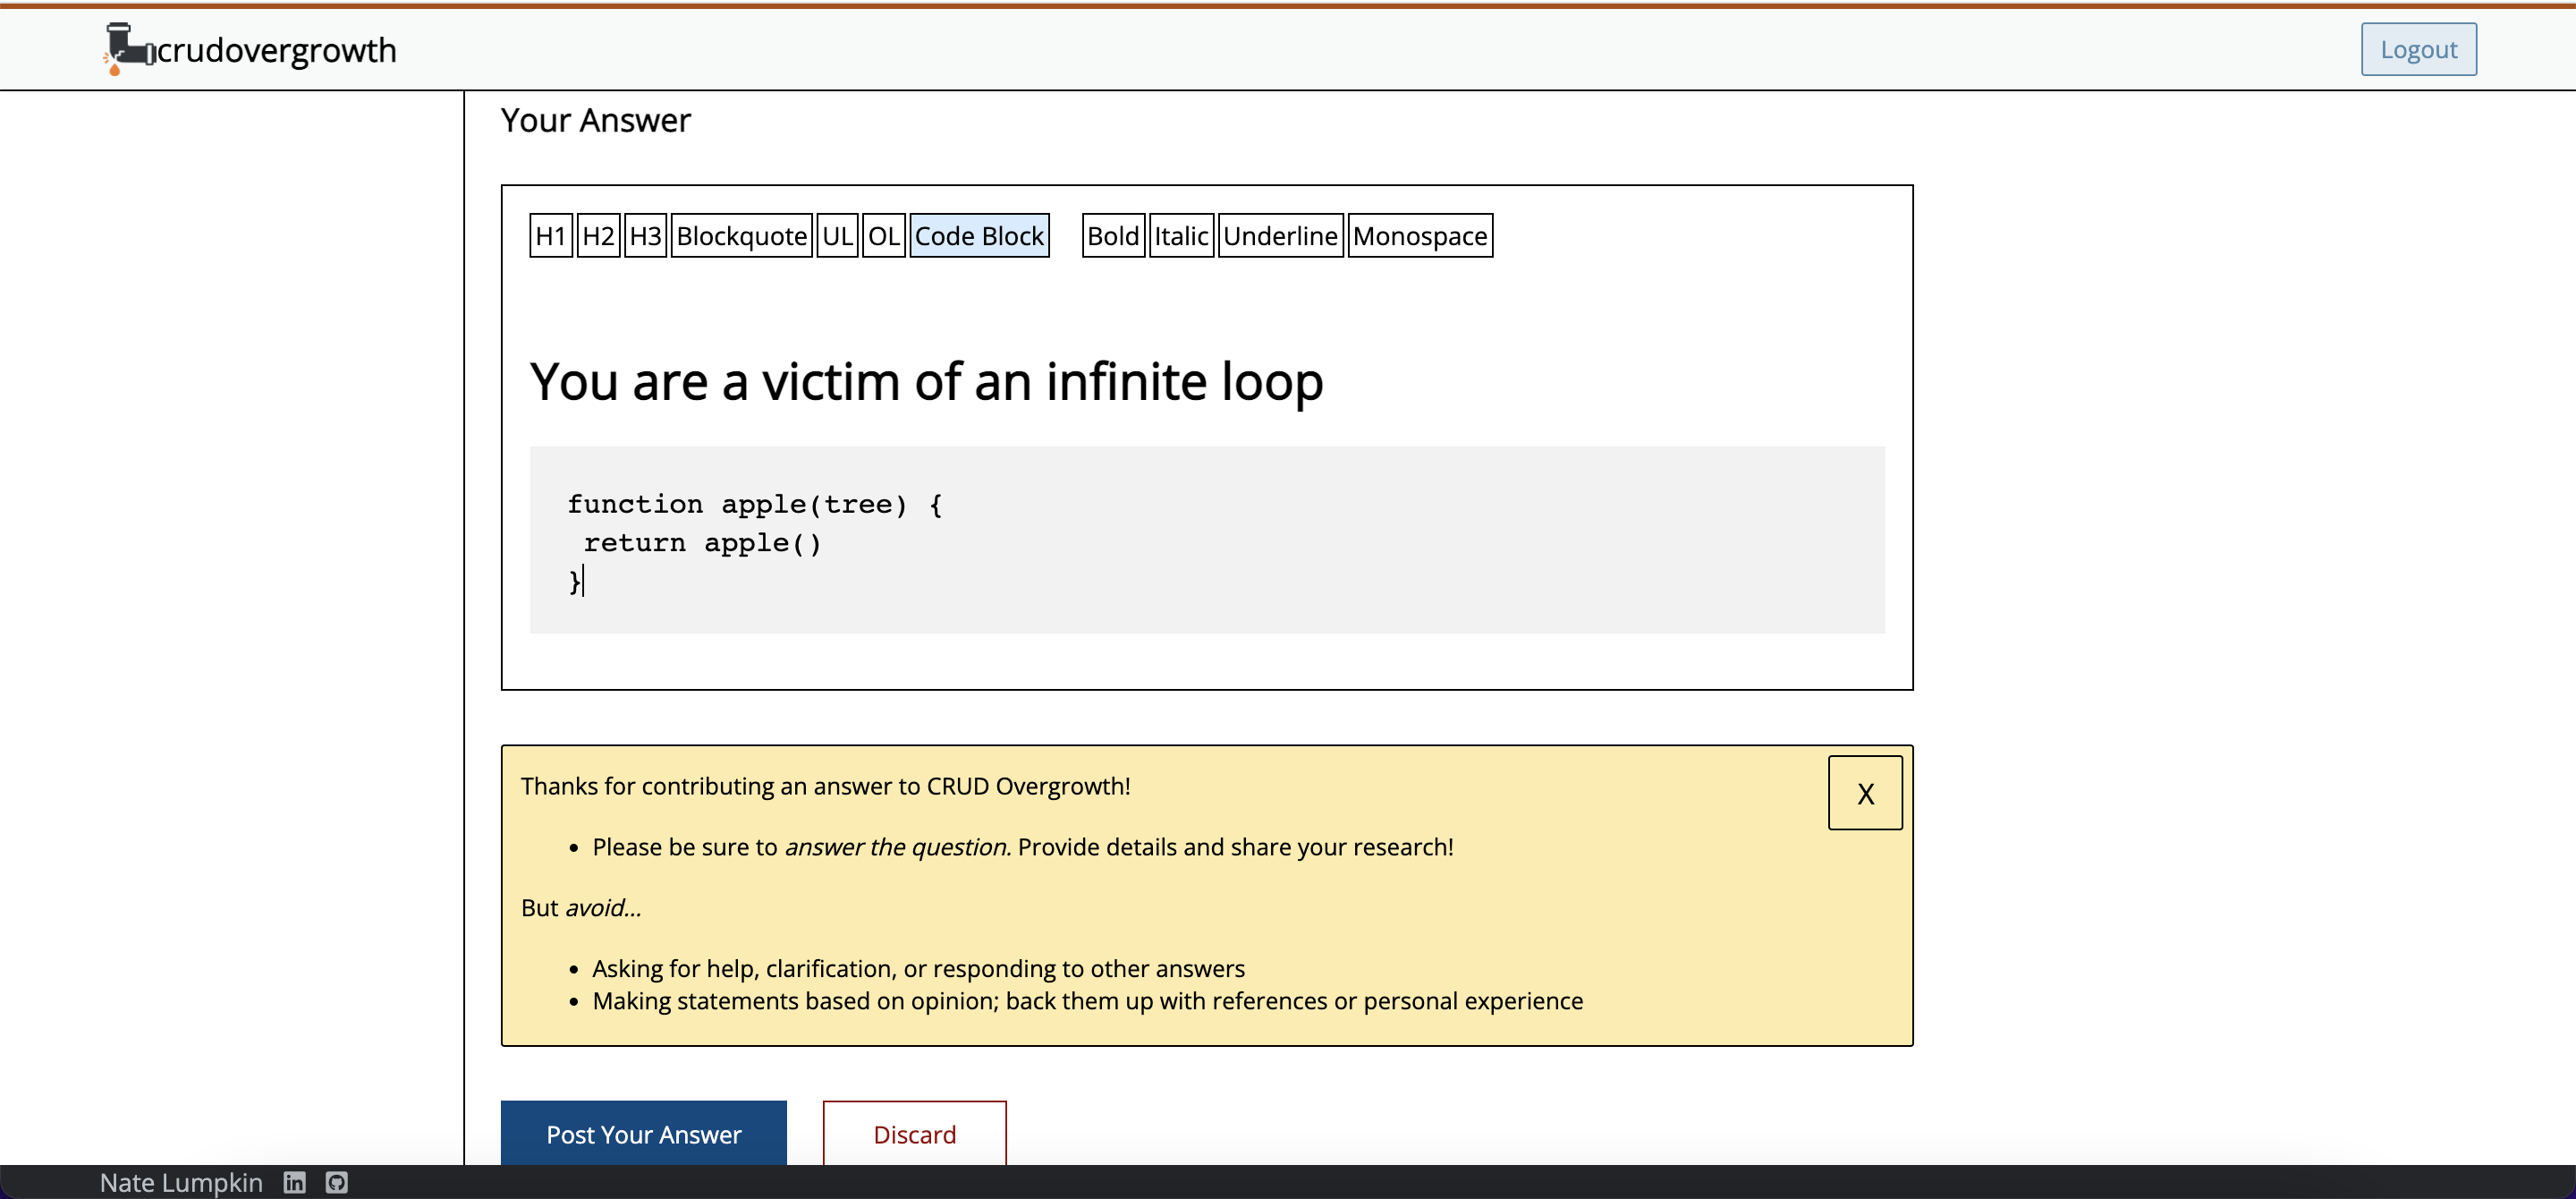 crudovergrowth
Logout
Your Answer
H1 H2 H3 Blockquote UL OL Code Block Bold Italic Underline Monospace
You are a victim of an infinite loop
function apple(tree) {
 return apple()
}
Thanks for contributing an answer to CRUD Overgrowth!
X
• Please be sure to answer the question. Provide details and share your research!
But avoid...
• Asking for help, clarification, or responding to other answers
• Making statements based on opinion; back them up with references or personal experience
Post Your Answer
Discard
Nate Lumpkin in